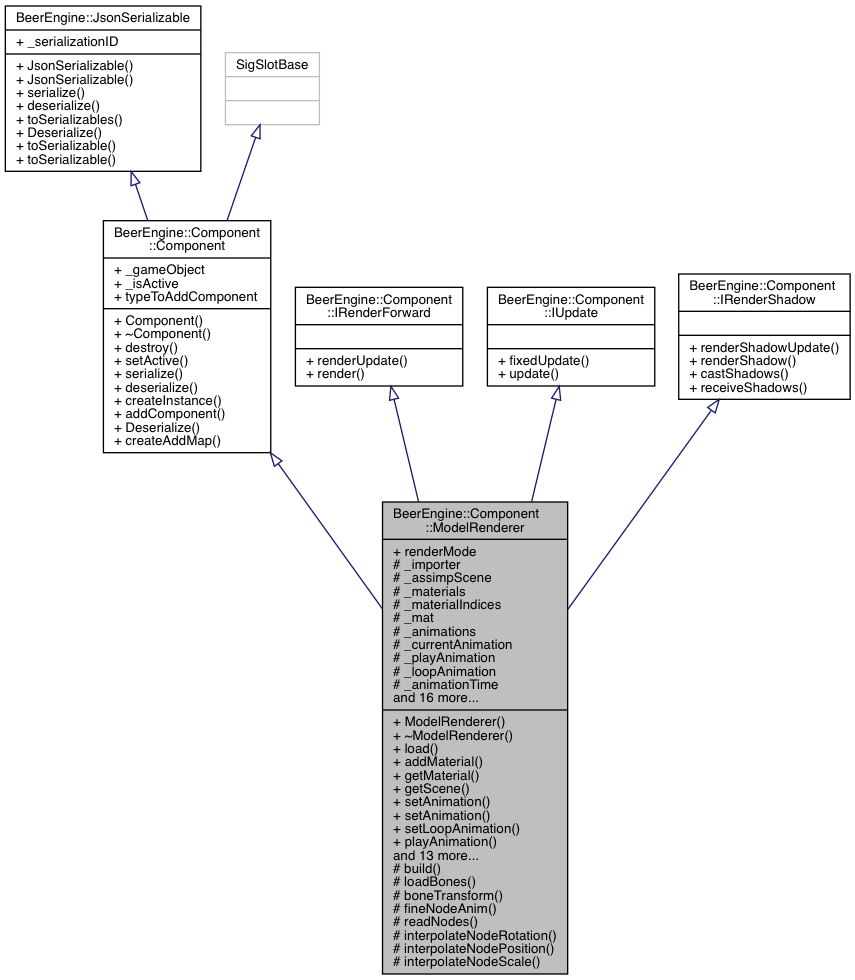 BeerEngine::JsonSerializable
+ _serializationID
+ JsonSerializable()
+ JsonSerializable()
+ serialize()
+ deserialize()
+ toSerializables()
+ Deserialize()
+ toSerializable()
+ toSerializable()
SigSlotBase
BeerEngine::Component
::Component
+ _gameObject
+ _isActive
+ typeToAddComponent
+ Component()
+ ~Component()
+ destroy()
+ setActive()
+ serialize()
+ deserialize()
+ createInstance()
+ addComponent()
+ Deserialize()
+ createAddMap()
BeerEngine::Component
::IRenderForward
+ renderUpdate()
+ render()
BeerEngine::Component
::IUpdate
+ fixedUpdate()
+ update()
BeerEngine::Component
::IRenderShadow
+ renderShadowUpdate()
+ renderShadow()
+ castShadows()
+ receiveShadows()
BeerEngine::Component
::ModelRenderer
+ renderMode
# _importer
# _assimpScene
# _materials
# _materialIndices
# _mat
# _animations
# _currentAnimation
# _playAnimation
# _loopAnimation
# _animationTime
and 16 more...
+ ModelRenderer()
+ ~ModelRenderer()
+ load()
+ addMaterial()
+ getMaterial()
+ getScene()
+ setAnimation()
+ setAnimation()
+ setLoopAnimation()
+ playAnimation()
and 13 more...
# build()
# loadBones()
# boneTransform()
# fineNodeAnim()
# readNodes()
# interpolateNodeRotation()
# interpolateNodePosition()
# interpolateNodeScale()